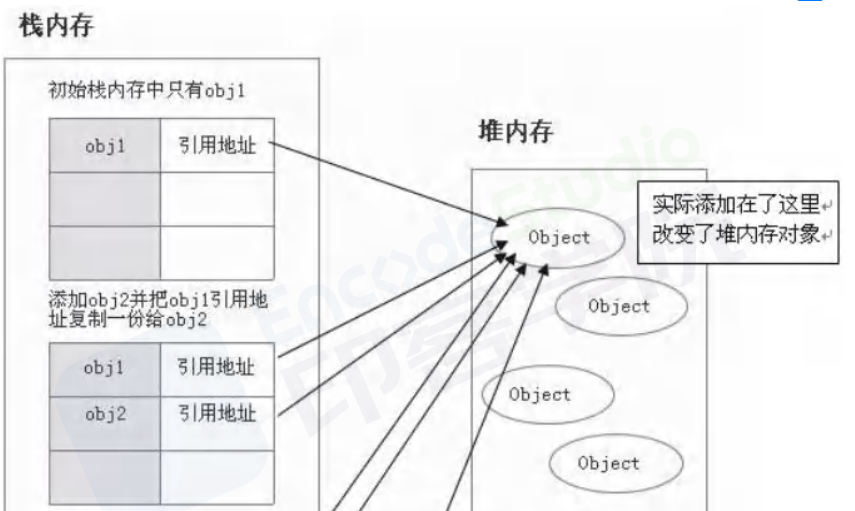 栈内存
初始栈内存中只有obj1
obj1 引用地址
堆内存
实际添加在了这里
改变了堆内存对象
Object
Object
添加obj2并把obj1引用地
址复制一份给obj2
obj1 引用地址
obj2 引用地址
Object
Object
EncodeStudio
印客学院